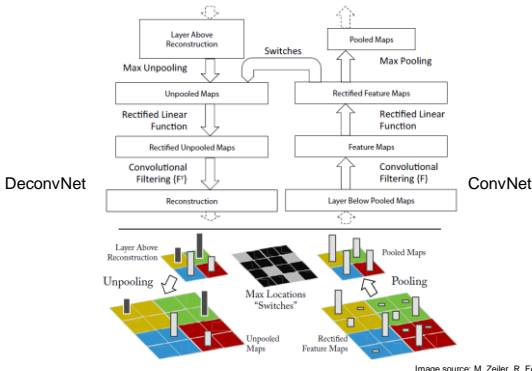 Layer Above
Reconstruction
Pooled Maps
Switches
Max Unpooling
Max Pooling
Unpooled Maps
Rectified Feature Maps
Rectified Linear
Function
Rectified Linear
Function
Rectified Unpooled Maps
Feature Maps
Convolutional
Filtering {Fᵀ}
Convolutional
Filtering {F}
DeconvNet
ConvNet
Reconstruction
Layer Below Pooled Maps
Layer Above
Reconstruction
Pooled Maps
Unpooling
Max Locations
"Switches"
Pooling
Unpooled
Maps
Rectified
Feature Maps
Image source: M. Zeiler, R. Fe